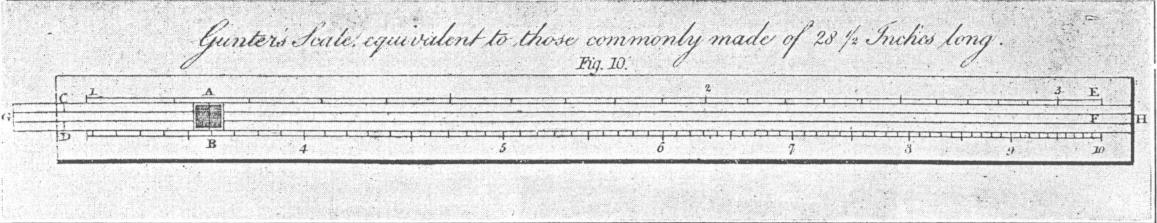 Gunter's Scale, equivalent to those commonly made of 28 1/2 Inches long.
Fig. 10.
C 1 A 2 3 E
G F H
D B 4 5 6 7 8 9 10